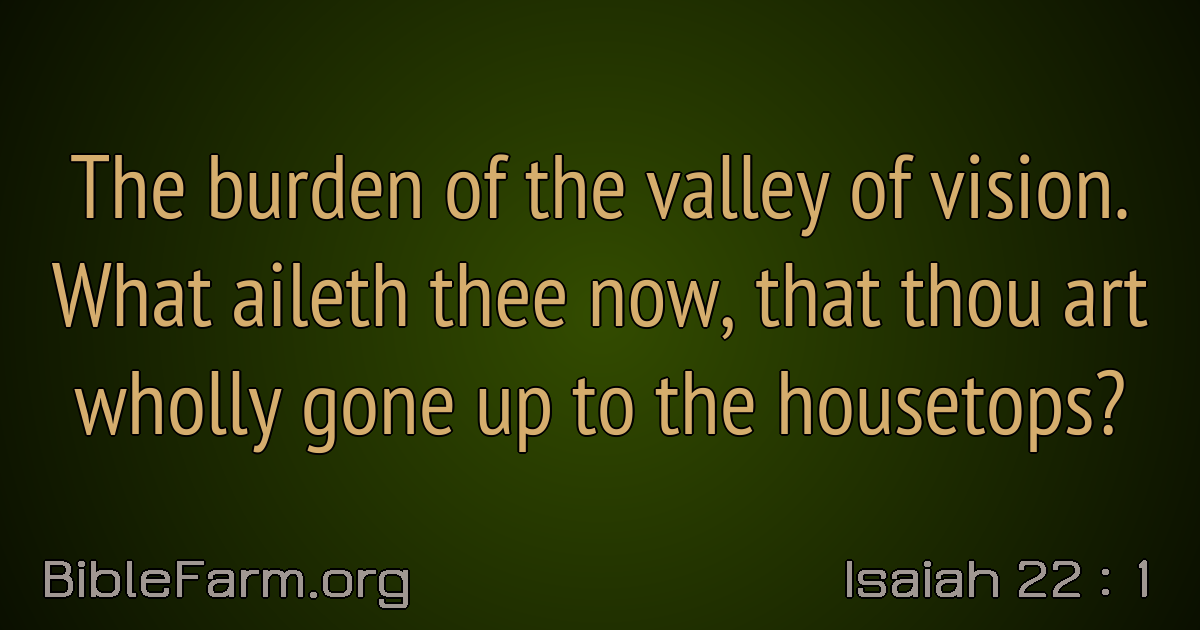 The burden of the valley of vision.
What aileth thee now, that thou art
wholly gone up to the housetops?
BibleFarm.org
Isaiah 22 : 1